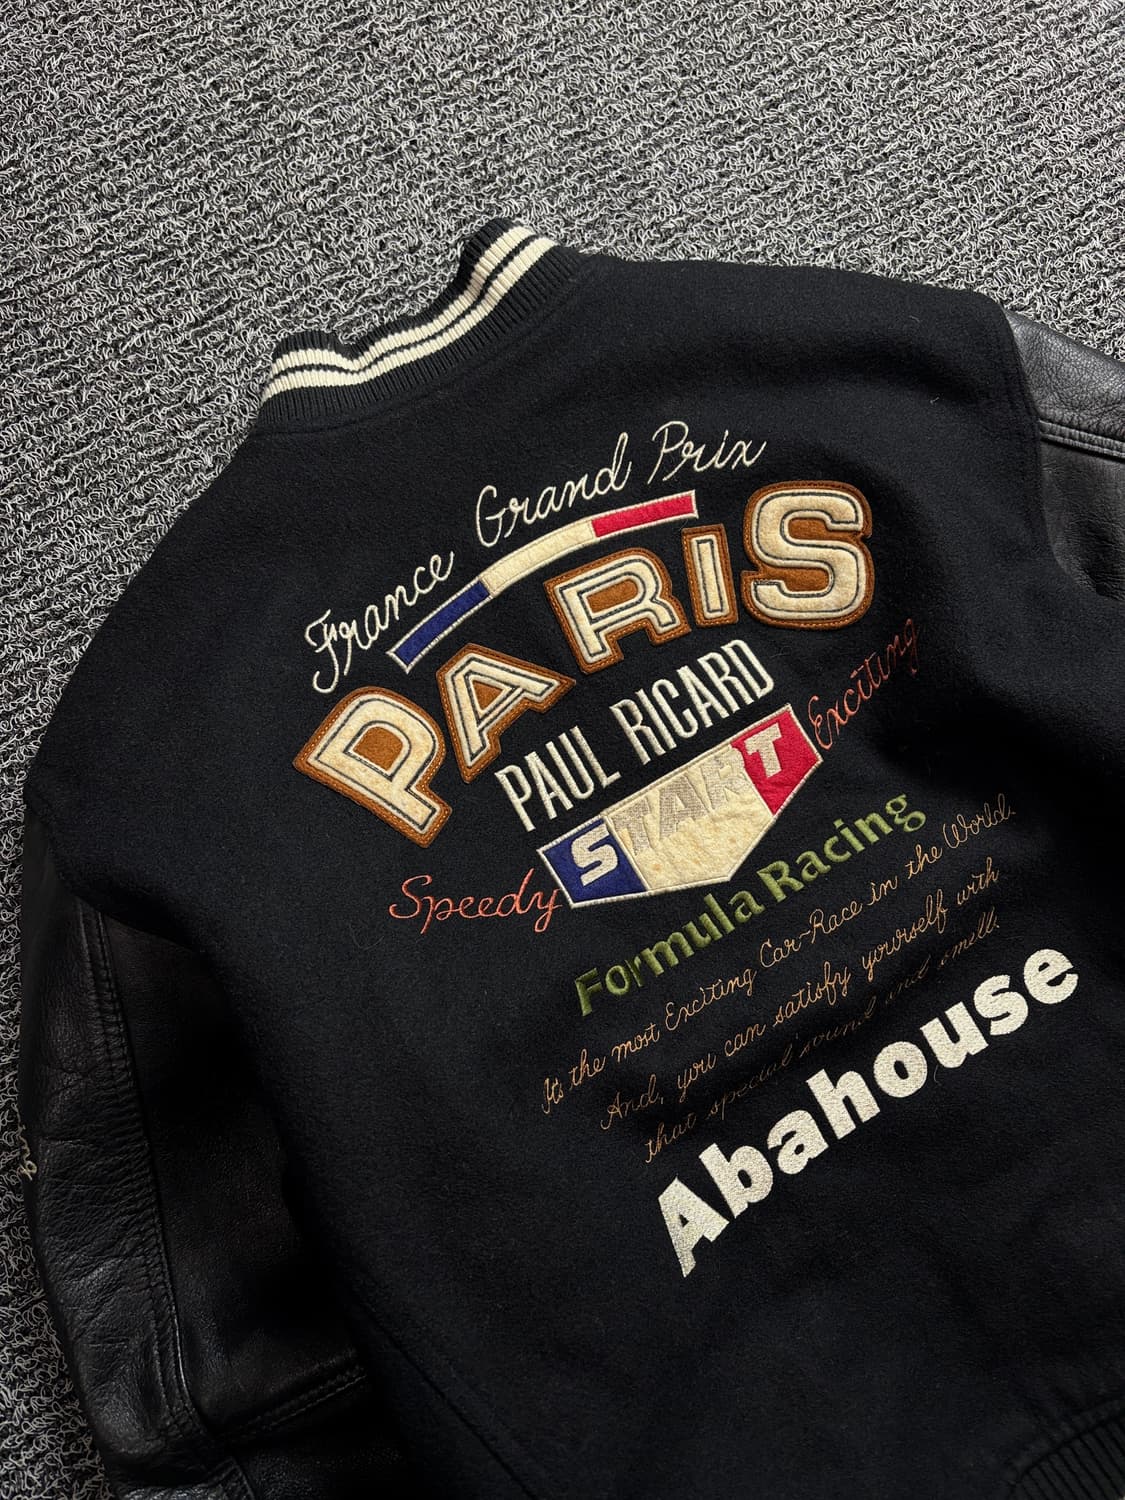 France Grand Prix
PARIS
PAUL RICARD
START
Speedy
Exciting
Formula Racing
It's the most Exciting Car-Race in the World.
And, you can satisfy yourself with
that special sound and smell.
Abahouse